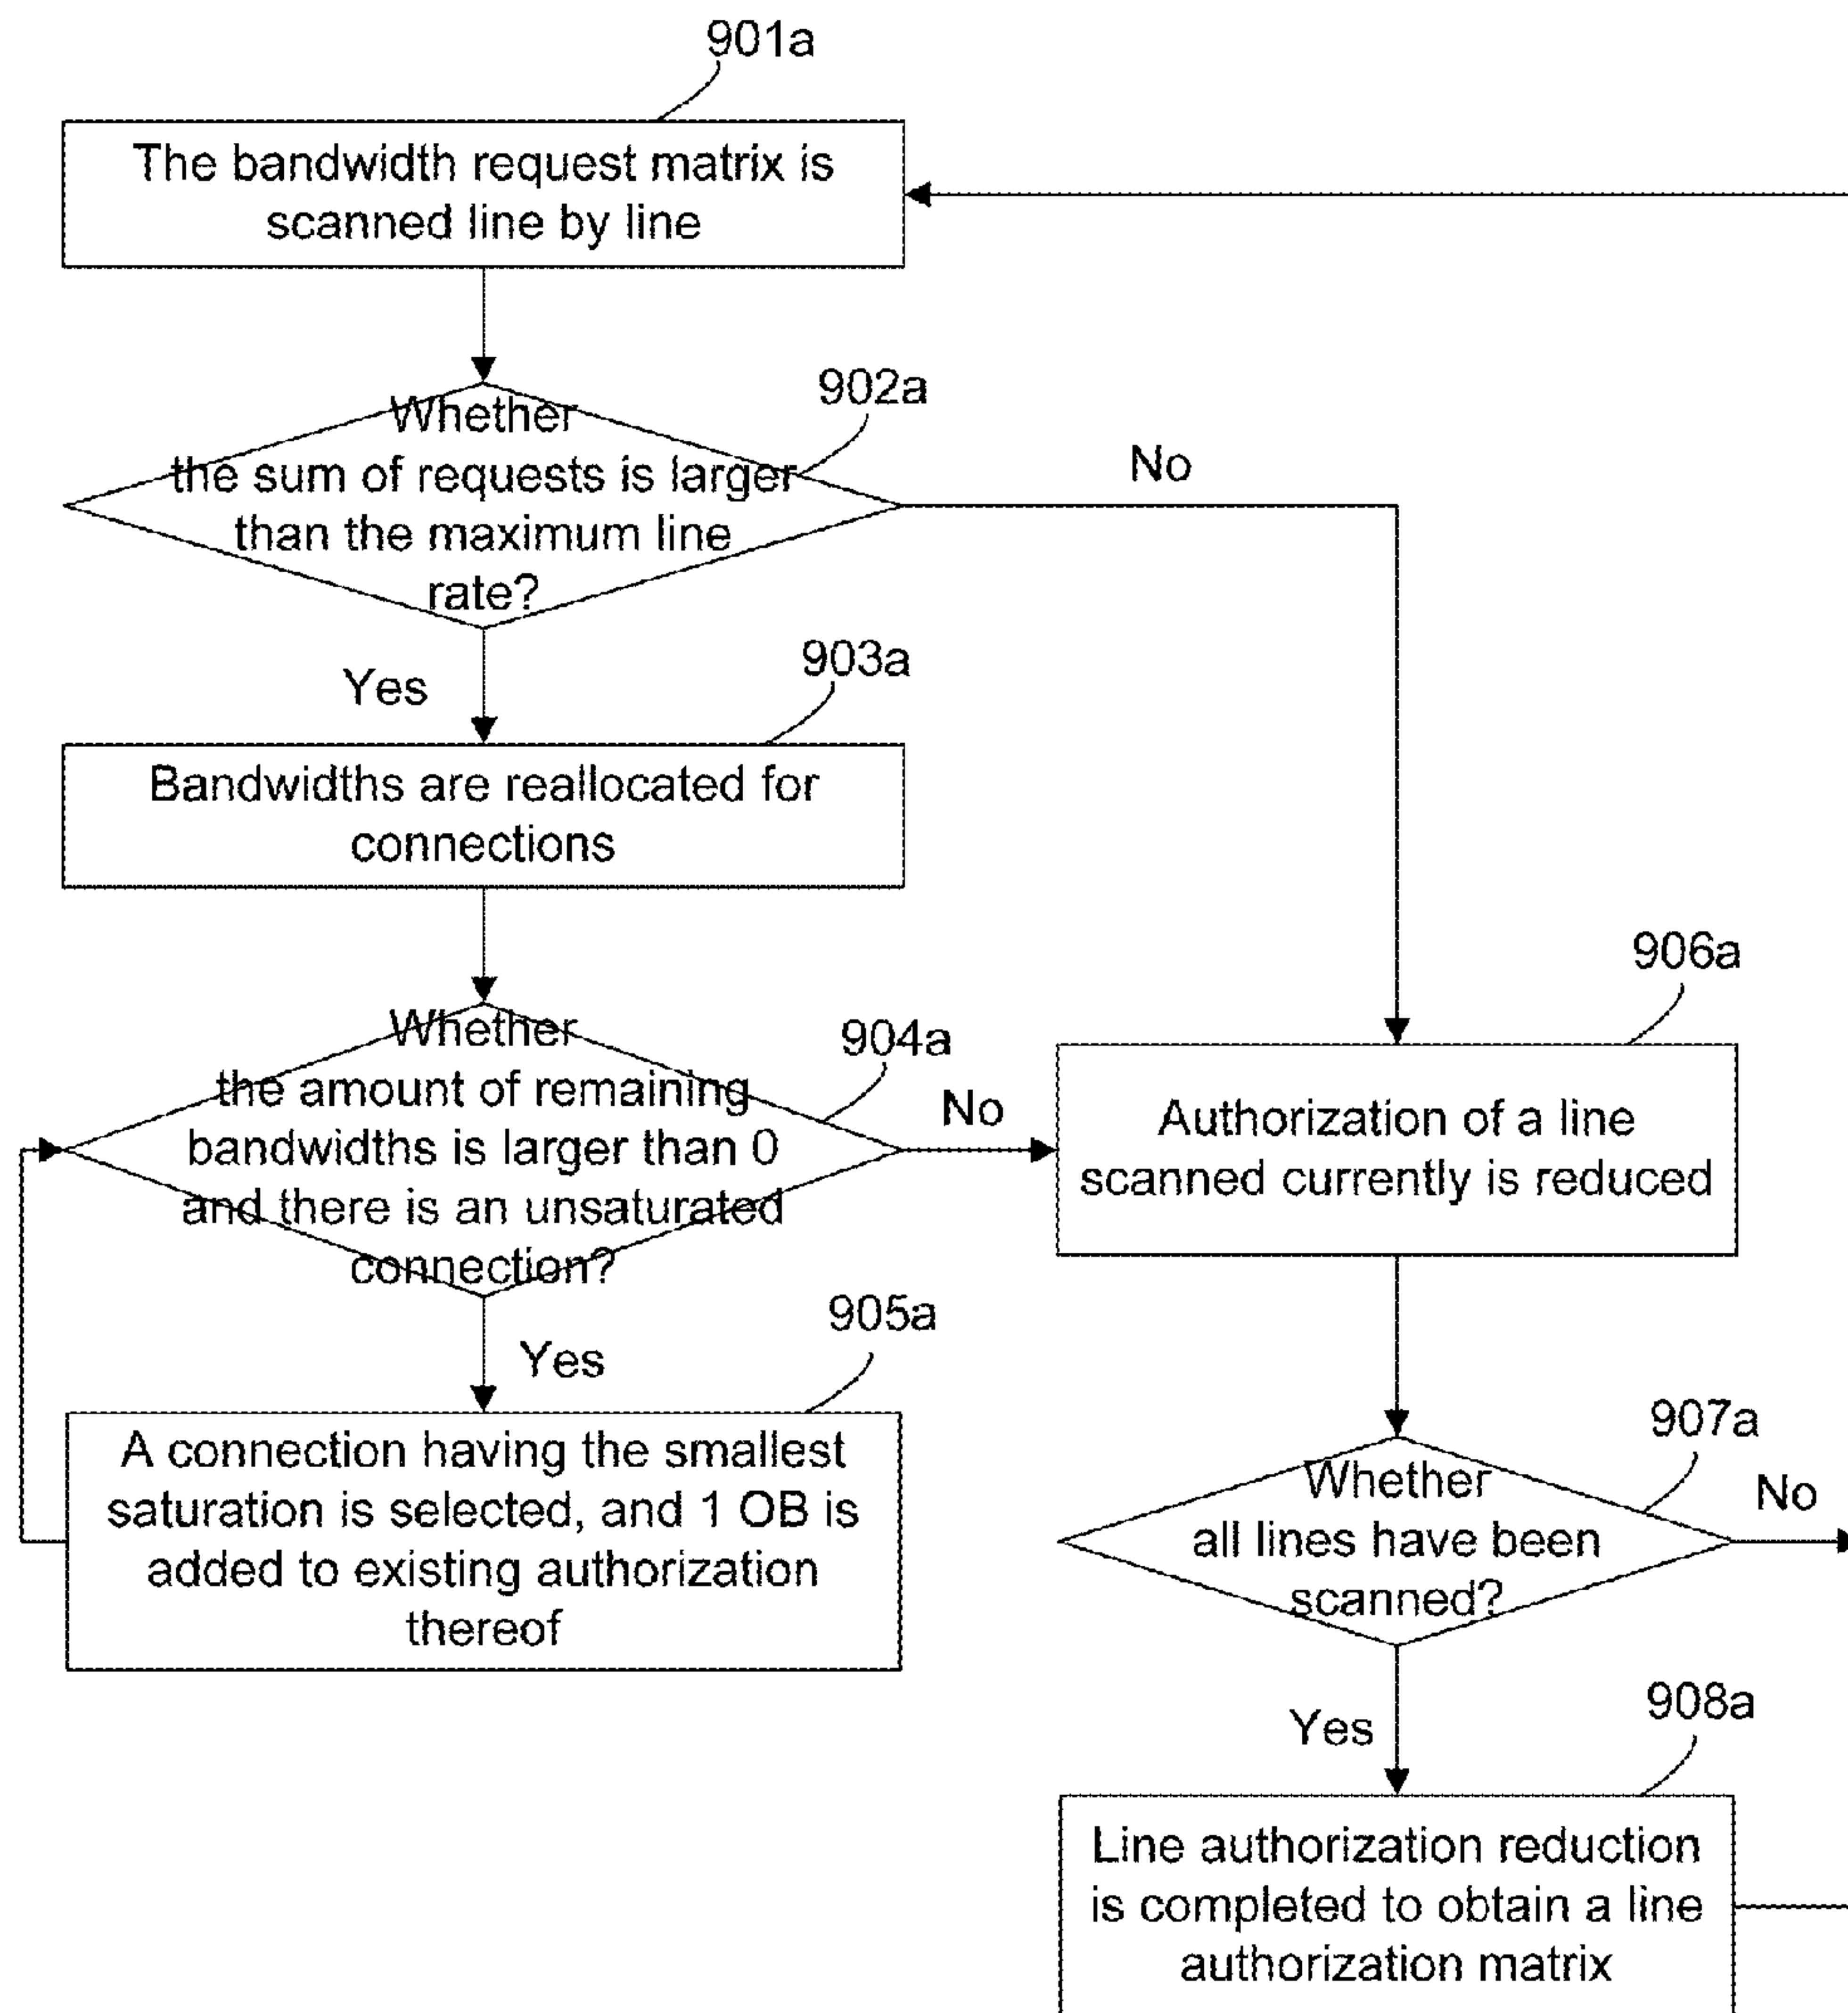 901a
The bandwidth request matrix is
scanned line by line
902a
Whether
the sum of requests is larger
than the maximum line
rate?
No
Yes
903a
Bandwidths are reallocated for
connections
904a
Whether
the amount of remaining
bandwidths is larger than 0
and there is an unsaturated
connection?
No
Yes
905a
A connection having the smallest
saturation is selected, and 1 OB is
added to existing authorization
thereof
906a
Authorization of a line
scanned currently is reduced
907a
Whether
all lines have been
scanned?
No
Yes
908a
Line authorization reduction
is completed to obtain a line
authorization matrix